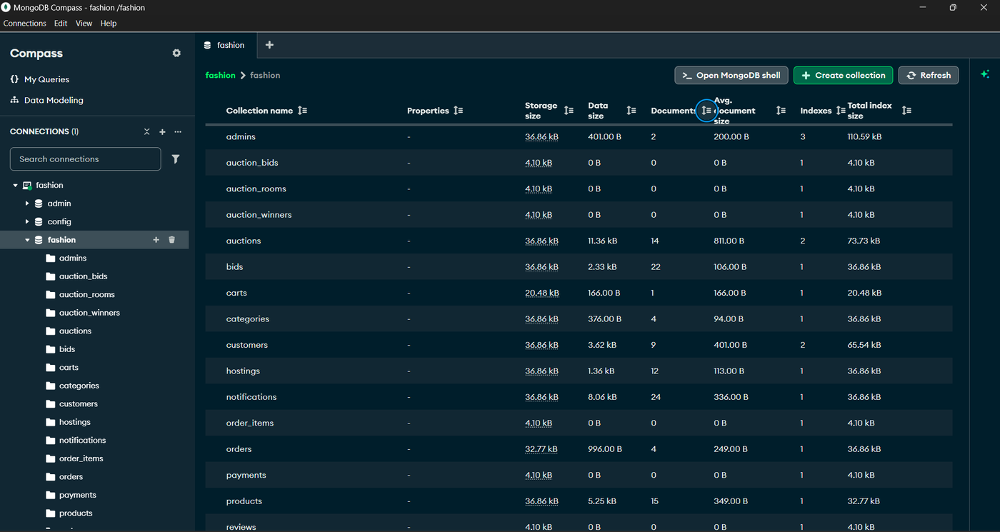 MongoDB Compass - fashion /fashion
Connections Edit View Help
Compass
{} My Queries
Data Modeling
CONNECTIONS (1)
Search connections
fashion
admin
config
fashion
admins
auction_bids
auction_rooms
auction_winners
auctions
bids
carts
categories
customers
hostings
notifications
order_items
orders
payments
products
fashion
fashion > fashion
>_ Open MongoDB shell
+ Create collection
Refresh
Collection name Properties Storage size Data size Documents Avg. document size Indexes Total index size
admins - 36.86 kB 401.00 B 2 200.00 B 3 110.59 kB
auction_bids - 4.10 kB 0 B 0 0 B 1 4.10 kB
auction_rooms - 4.10 kB 0 B 0 0 B 1 4.10 kB
auction_winners - 4.10 kB 0 B 0 0 B 1 4.10 kB
auctions - 36.86 kB 11.36 kB 14 811.00 B 2 73.73 kB
bids - 36.86 kB 2.33 kB 22 106.00 B 1 36.86 kB
carts - 20.48 kB 166.00 B 1 166.00 B 1 20.48 kB
categories - 36.86 kB 376.00 B 4 94.00 B 1 36.86 kB
customers - 36.86 kB 3.62 kB 9 401.00 B 2 65.54 kB
hostings - 36.86 kB 1.36 kB 12 113.00 B 1 36.86 kB
notifications - 36.86 kB 8.06 kB 24 336.00 B 1 36.86 kB
order_items - 4.10 kB 0 B 0 0 B 1 4.10 kB
orders - 32.77 kB 996.00 B 4 249.00 B 1 36.86 kB
payments - 4.10 kB 0 B 0 0 B 1 4.10 kB
products - 36.86 kB 5.25 kB 15 349.00 B 1 32.77 kB
reviews - 4.10 kB 0 B 0 0 B 1 4.10 kB